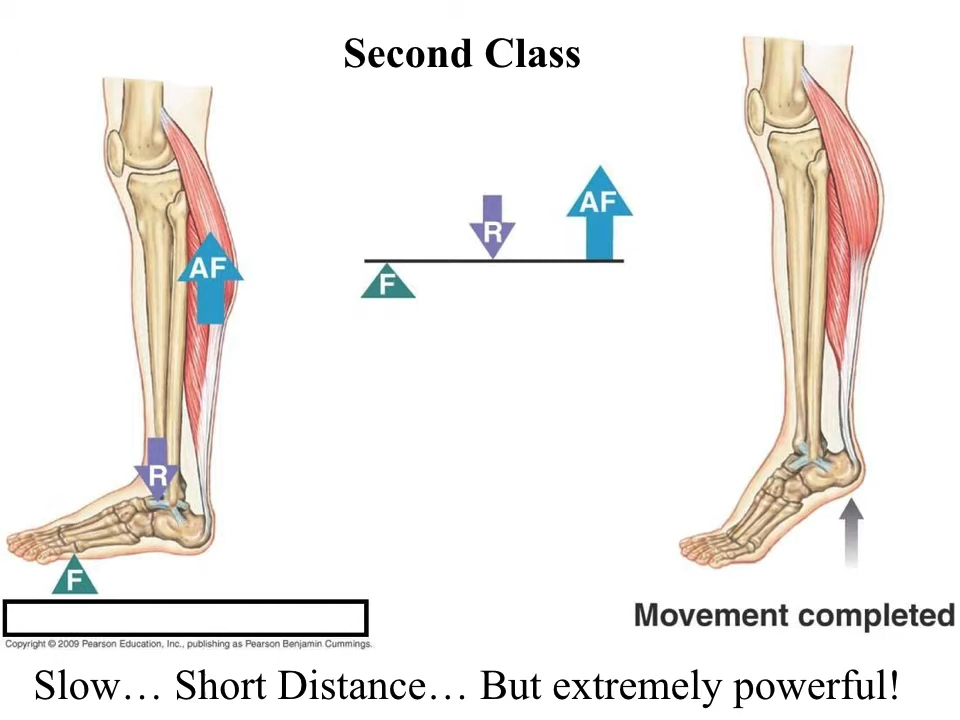 Second Class
AF
R
F
F
R
AF
Movement completed
Copyright © 2009 Pearson Education, Inc., publishing as Pearson Benjamin Cummings.
Slow… Short Distance… But extremely powerful!